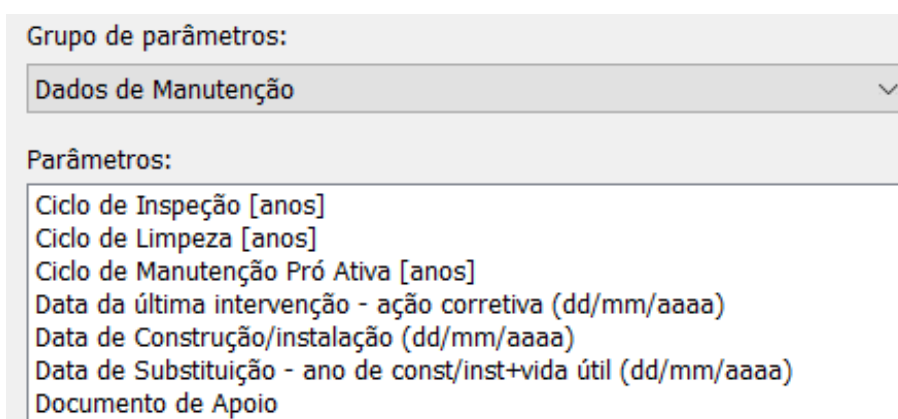 Grupo de parâmetros:
Dados de Manutenção
Parâmetros:
Ciclo de Inspeção [anos]
Ciclo de Limpeza [anos]
Ciclo de Manutenção Pró Ativa [anos]
Data da última intervenção - ação corretiva (dd/mm/aaaa)
Data de Construção/instalação (dd/mm/aaaa)
Data de Substituição - ano de const/inst+vida útil (dd/mm/aaaa)
Documento de Apoio